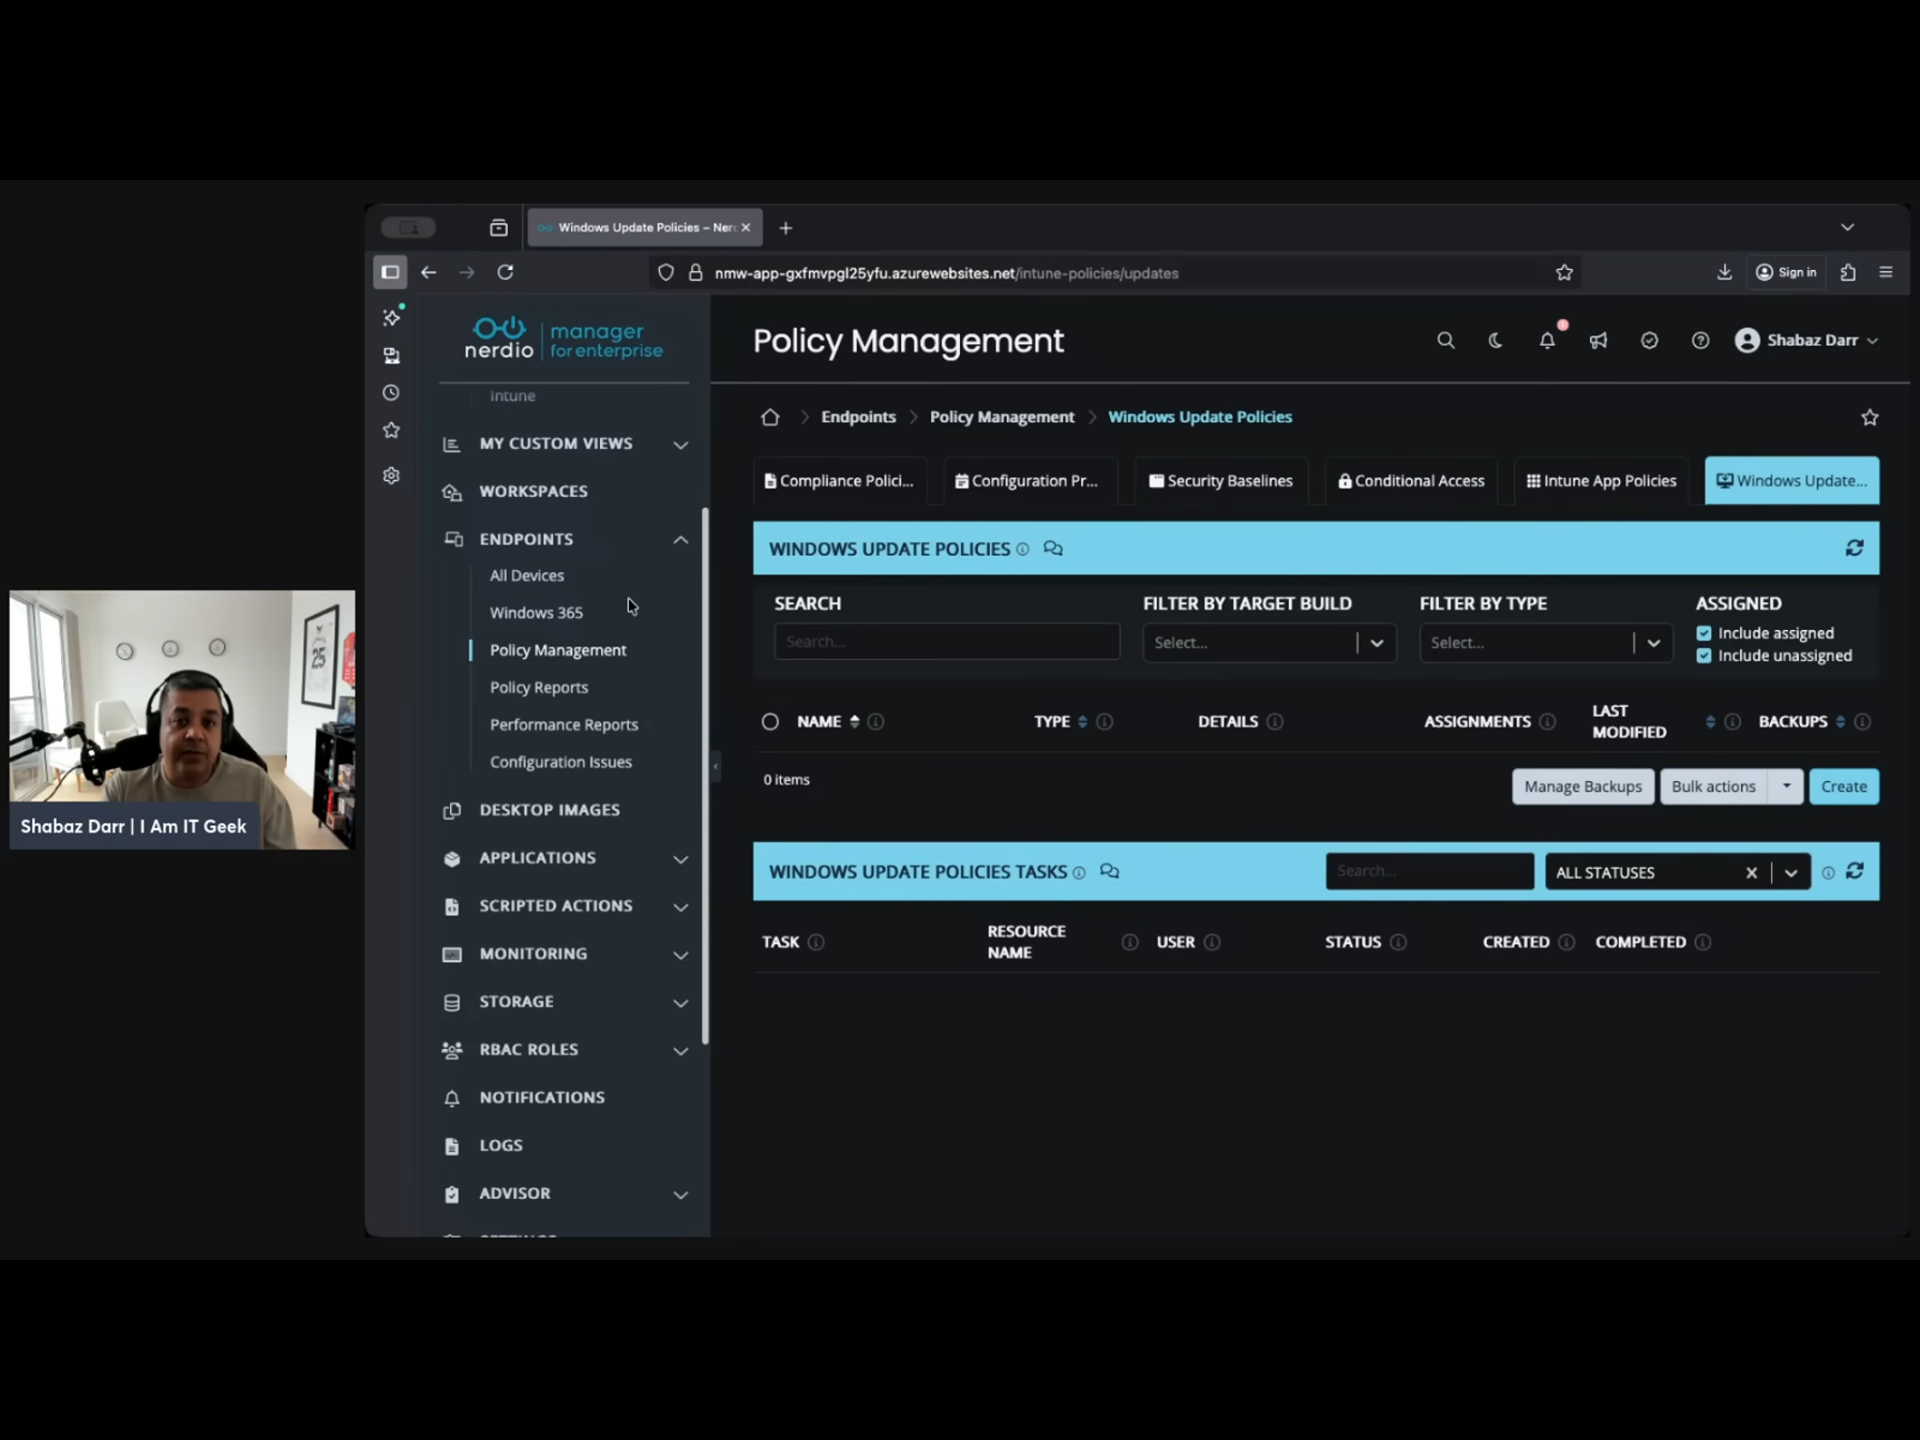 Windows Update Policies – Ner
nmw-app-gxfmvpgl25yfu.azurewebsites.net/intune-policies/updates
Sign in
nerdio manager for enterprise
Intune
MY CUSTOM VIEWS
WORKSPACES
ENDPOINTS
All Devices
Windows 365
Policy Management
Policy Reports
Performance Reports
Configuration Issues
DESKTOP IMAGES
APPLICATIONS
SCRIPTED ACTIONS
MONITORING
STORAGE
RBAC ROLES
NOTIFICATIONS
LOGS
ADVISOR
Policy Management
Shabaz Darr
Endpoints
Policy Management
Windows Update Policies
Compliance Polici...
Configuration Pr...
Security Baselines
Conditional Access
Intune App Policies
Windows Update...
WINDOWS UPDATE POLICIES
SEARCH
FILTER BY TARGET BUILD
FILTER BY TYPE
ASSIGNED
Search...
Select...
Select...
Include assigned
Include unassigned
NAME
TYPE
DETAILS
ASSIGNMENTS
LAST MODIFIED
BACKUPS
0 items
Manage Backups
Bulk actions
Create
WINDOWS UPDATE POLICIES TASKS
Search...
ALL STATUSES
TASK
RESOURCE NAME
USER
STATUS
CREATED
COMPLETED
25
Shabaz Darr | I Am IT Geek